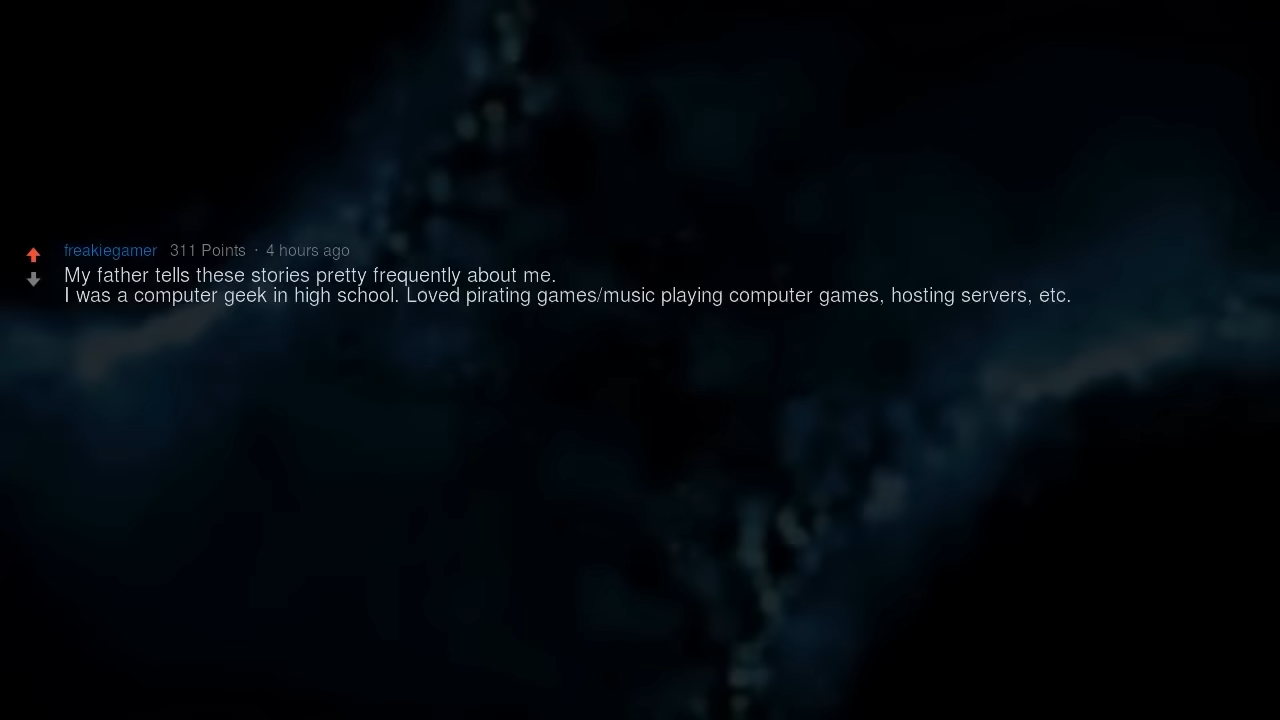 freakiegamer 311 Points · 4 hours ago
My father tells these stories pretty frequently about me.
I was a computer geek in high school. Loved pirating games/music playing computer games, hosting servers, etc.